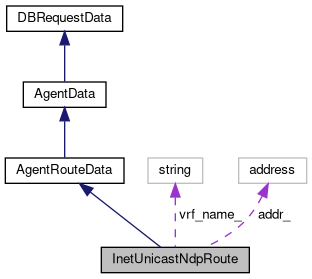 DBRequestData
AgentData
AgentRouteData
string
address
vrf_name_
addr_
InetUnicastNdpRoute